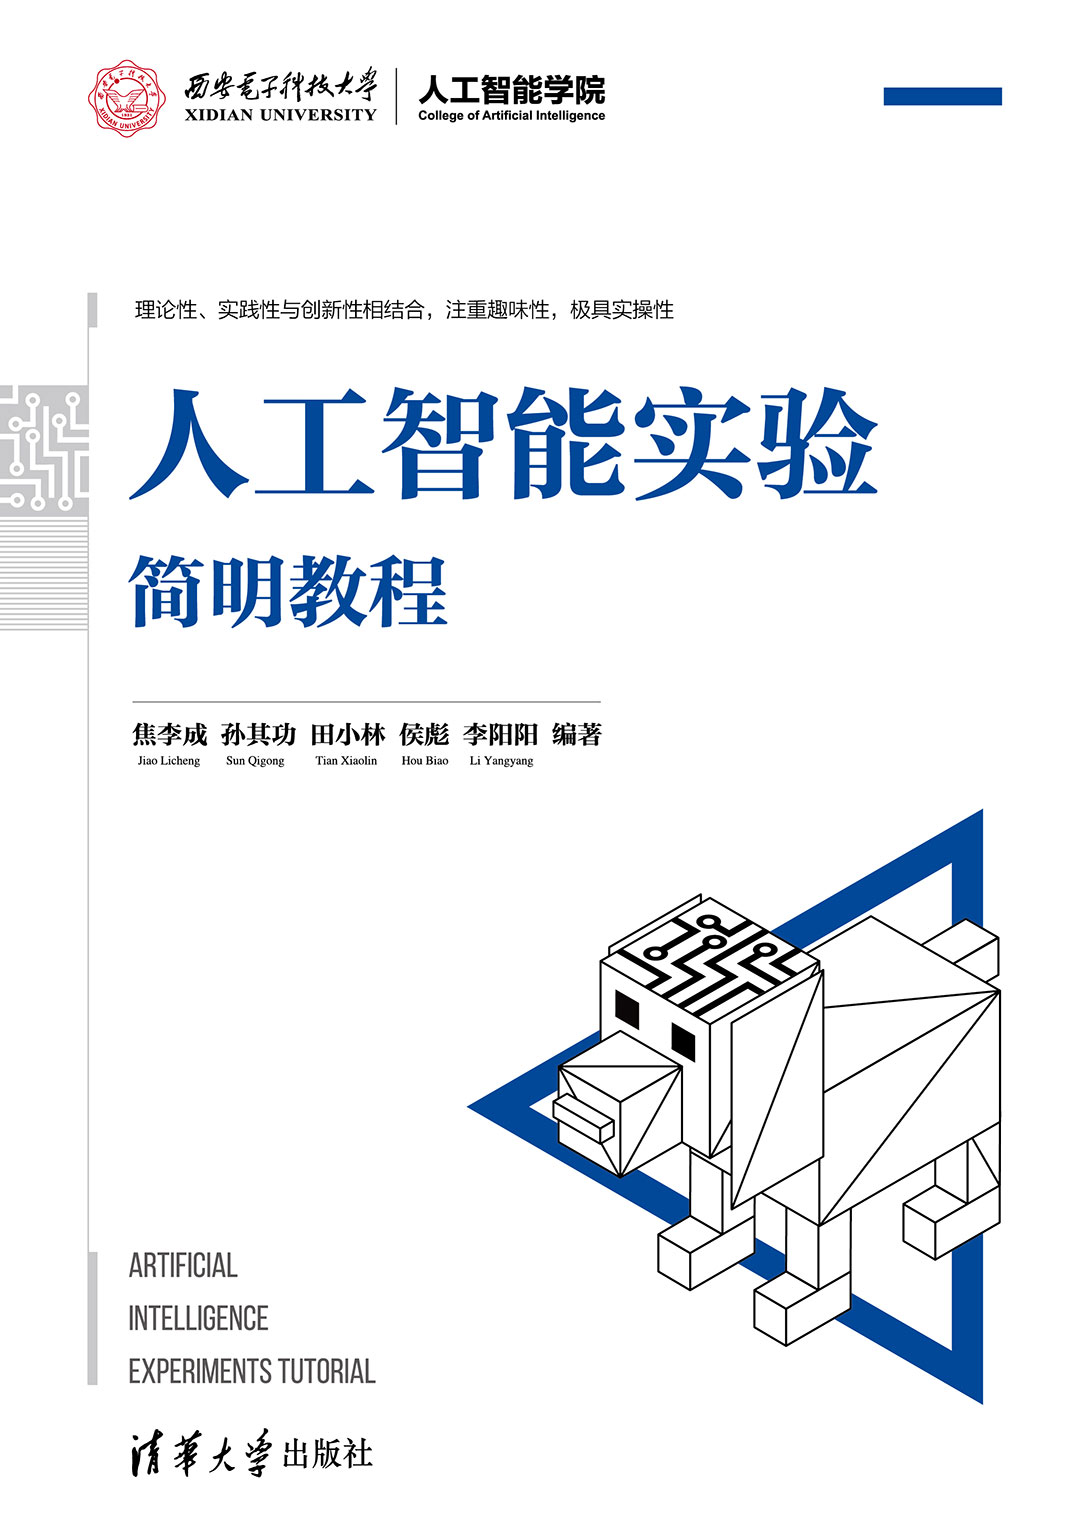 西安電子科技大学
XIDIAN UNIVERSITY
人工智能学院
College of Artificial Intelligence
XIDIAN UNIVERSITY
1931
理论性、实践性与创新性相结合，注重趣味性，极具实操性
人工智能实验
简明教程
焦李成 孙其功 田小林 侯彪 李阳阳 编著
Jiao Licheng Sun Qigong Tian Xiaolin Hou Biao Li Yangyang
ARTIFICIAL
INTELLIGENCE
EXPERIMENTS TUTORIAL
清華大学出版社